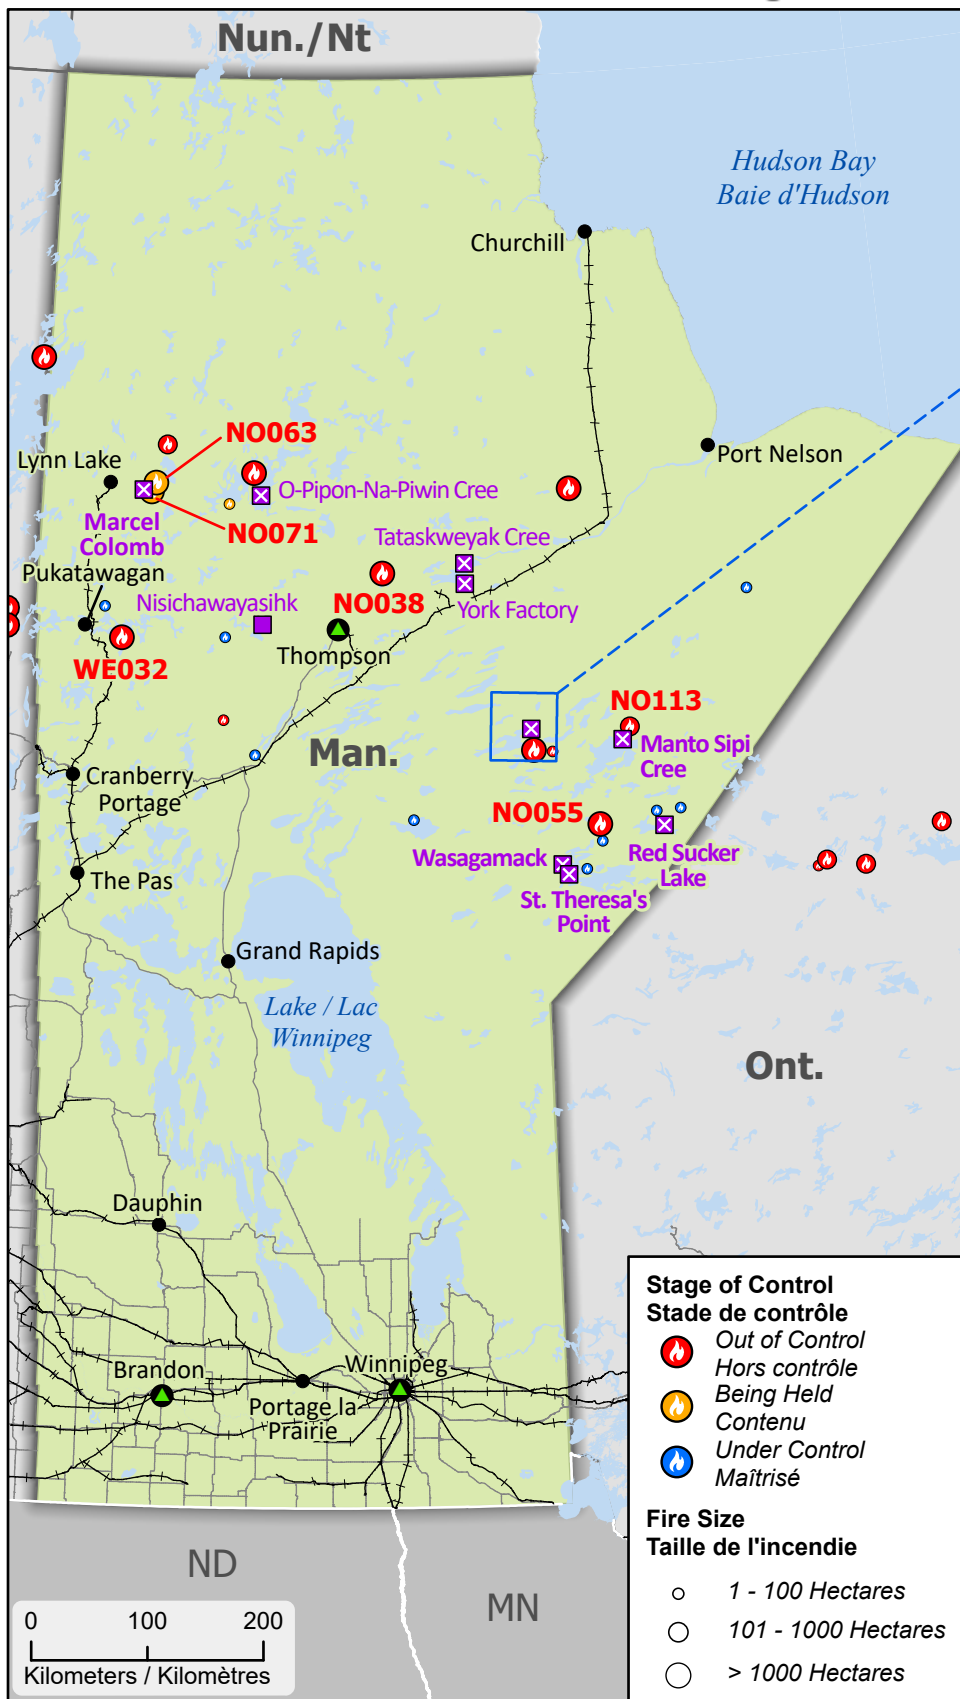 Nun./Nt
Hudson Bay
Baie d'Hudson
Churchill
NO063
Port Nelson
Lynn Lake
O-Pipon-Na-Piwin Cree
NO071
Marcel
Colomb
Tataskweyak Cree
Pukatawagan
Nisichawayasihk
NO038
York Factory
Thompson
WE032
NO113
Man.
Manto Sipi
Cree
Cranberry
Portage
NO055
Wasagamack
Red Sucker
Lake
The Pas
St. Theresa's
Point
Grand Rapids
Lake / Lac
Winnipeg
Ont.
Dauphin
Brandon
Winnipeg
Portage la
Prairie
ND
MN
0 100 200
Kilometers / Kilomètres
Stage of Control
Stade de contrôle
Out of Control
Hors contrôle
Being Held
Contenu
Under Control
Maîtrisé
Fire Size
Taille de l'incendie
1 - 100 Hectares
101 - 1000 Hectares
> 1000 Hectares